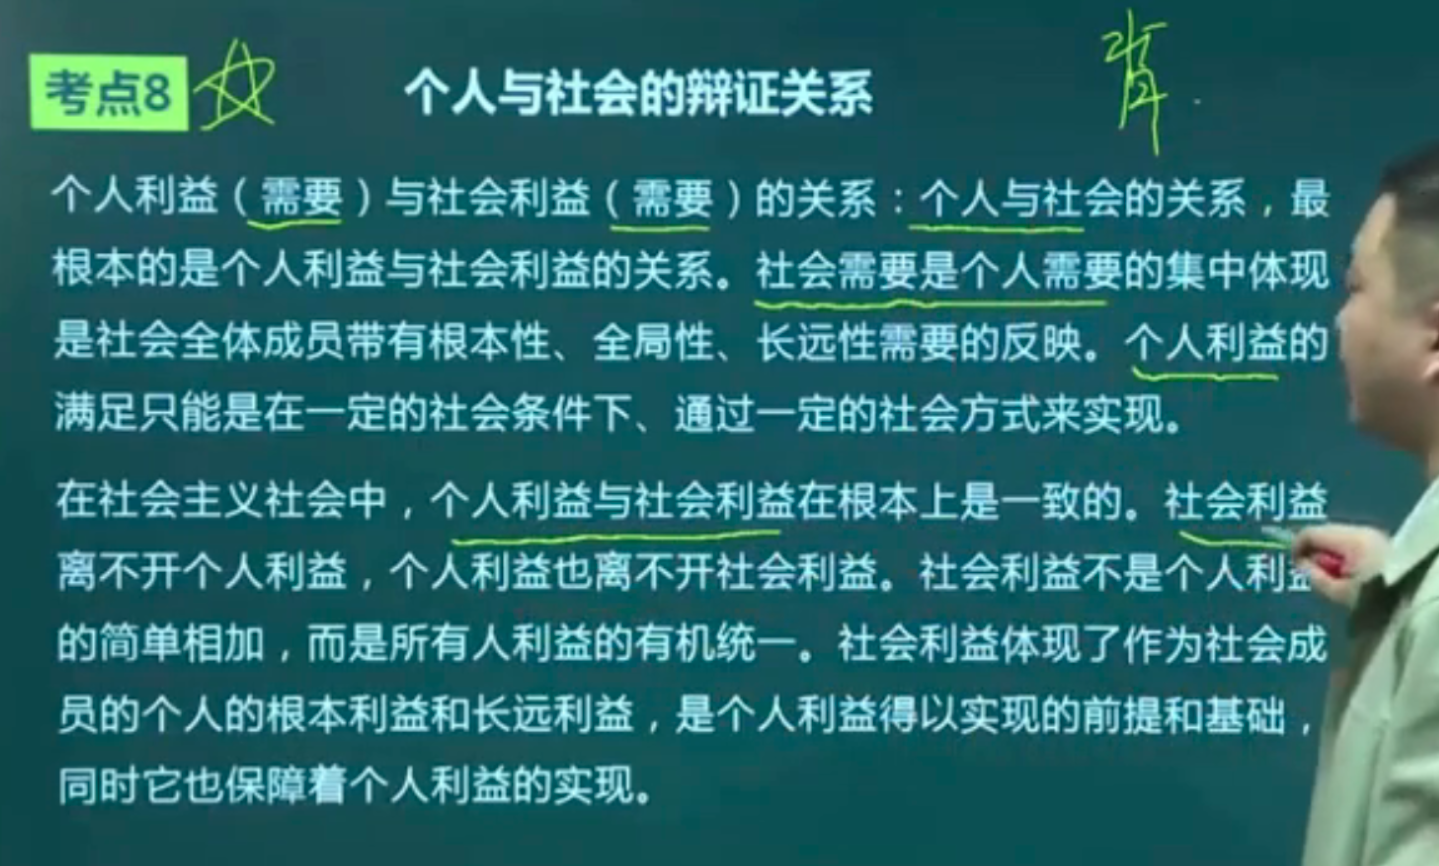 考点8
个人与社会的辩证关系
背
个人利益（需要）与社会利益（需要）的关系：个人与社会的关系，最
根本的是个人利益与社会利益的关系。社会需要是个人需要的集中体现
是社会全体成员带有根本性、全局性、长远性需要的反映。个人利益的
满足只能是在一定的社会条件下、通过一定的社会方式来实现。
在社会主义社会中，个人利益与社会利益在根本上是一致的。社会利益
离不开个人利益，个人利益也离不开社会利益。社会利益不是个人利益
的简单相加，而是所有人利益的有机统一。社会利益体现了作为社会成
员的个人的根本利益和长远利益，是个人利益得以实现的前提和基础，
同时它也保障着个人利益的实现。